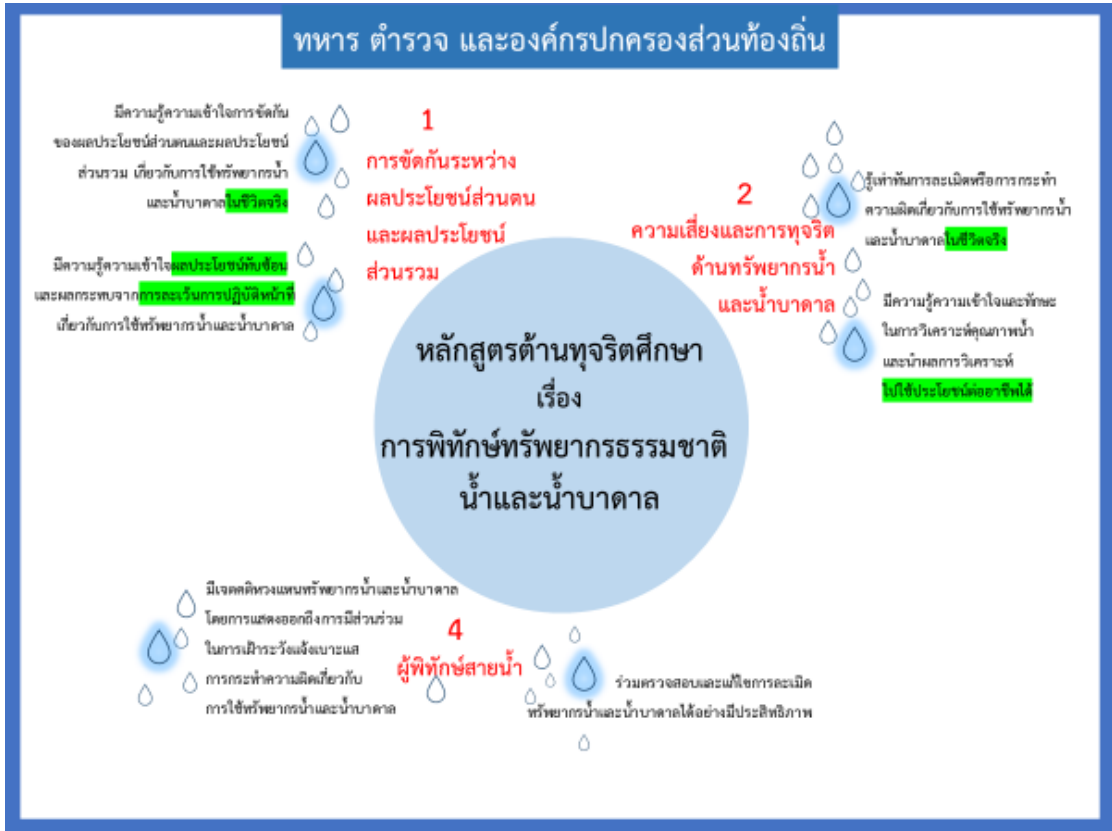 ทหาร ตำรวจ และองค์กรปกครองส่วนท้องถิ่น
1
การขัดกันระหว่าง
ผลประโยชน์ส่วนตน
และผลประโยชน์
ส่วนรวม
มีความรู้ความเข้าใจการขัดกัน
ของผลประโยชน์ส่วนตนและผลประโยชน์
ส่วนรวม เกี่ยวกับการใช้ทรัพยากรน้ำ
และน้ำบาดาลในชีวิตจริง
มีความรู้ความเข้าใจผลประโยชน์ทับซ้อน
และผลกระทบจากการละเว้นการปฏิบัติหน้าที่
เกี่ยวกับการใช้ทรัพยากรน้ำและน้ำบาดาล
2
ความเสี่ยงและการทุจริต
ด้านทรัพยากรน้ำ
และน้ำบาดาล
รู้เท่าทันการละเมิดหรือการกระทำ
ความผิดเกี่ยวกับการใช้ทรัพยากรน้ำ
และน้ำบาดาลในชีวิตจริง
มีความรู้ความเข้าใจและทักษะ
ในการวิเคราะห์คุณภาพน้ำ
และนำผลการวิเคราะห์
ไปใช้ประโยชน์ต่ออาชีพได้
หลักสูตรต้านทุจริตศึกษา
เรื่อง
การพิทักษ์ทรัพยากรธรรมชาติ
น้ำและน้ำบาดาล
4
ผู้พิทักษ์สายน้ำ
มีเจตคติหวงแหนทรัพยากรน้ำและน้ำบาดาล
โดยการแสดงออกถึงการมีส่วนร่วม
ในการเฝ้าระวังแจ้งเบาะแส
การกระทำความผิดเกี่ยวกับ
การใช้ทรัพยากรน้ำและน้ำบาดาล
ร่วมตรวจสอบและแก้ไขการละเมิด
ทรัพยากรน้ำและน้ำบาดาลได้อย่างมีประสิทธิภาพ